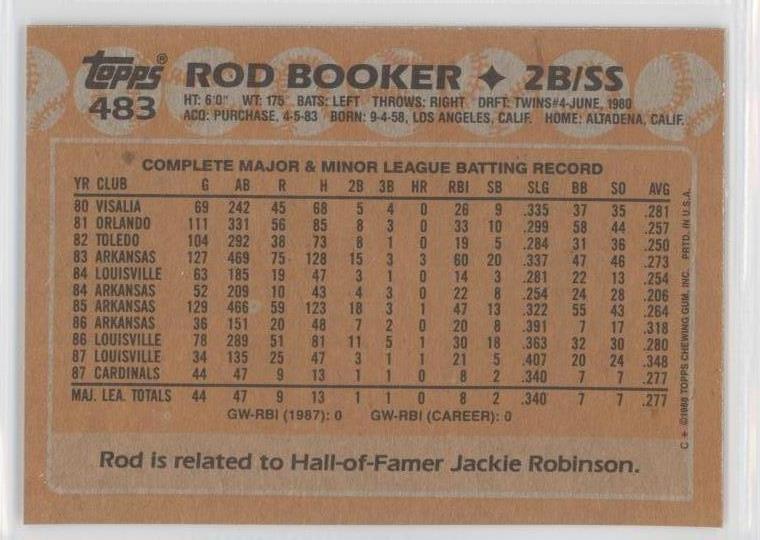 Topps® ROD BOOKER ✦ 2B/SS
483 HT: 6'0" WT: 175 BATS: LEFT THROWS: RIGHT DRFT: TWINS#4-JUNE, 1980
ACQ: PURCHASE, 4-5-83 BORN: 9-4-58, LOS ANGELES, CALIF. HOME: ALTADENA, CALIF.
COMPLETE MAJOR & MINOR LEAGUE BATTING RECORD
YR CLUB G AB R H 2B 3B HR RBI SB SLG BB SO AVG
80 VISALIA 69 242 45 68 5 4 0 26 9 .335 37 35 .281
81 ORLANDO 111 331 56 85 8 3 0 33 10 .299 58 44 .257
82 TOLEDO 104 292 38 73 8 1 0 19 5 .284 31 36 .250
83 ARKANSAS 127 469 75 128 15 3 3 60 20 .337 47 46 .273
84 LOUISVILLE 63 185 19 47 3 1 0 14 3 .281 22 13 .254
84 ARKANSAS 52 209 10 43 4 3 0 22 8 .254 24 28 .206
85 ARKANSAS 129 466 59 123 18 3 1 47 13 .322 55 43 .264
86 ARKANSAS 36 151 20 48 7 2 0 20 8 .391 7 17 .318
86 LOUISVILLE 78 289 51 81 11 5 1 30 18 .363 32 30 .280
87 LOUISVILLE 34 135 25 47 3 1 1 21 5 .407 20 24 .348
87 CARDINALS 44 47 9 13 1 1 0 8 2 .340 7 7 .277
MAJ. LEA. TOTALS 44 47 9 13 1 1 0 8 2 .340 7 7 .277
GW-RBI (1987): 0 GW-RBI (CAREER): 0
Rod is related to Hall-of-Famer Jackie Robinson.
C ✶ ©1988 TOPPS CHEWING GUM, INC. PRTD. IN U.S.A.